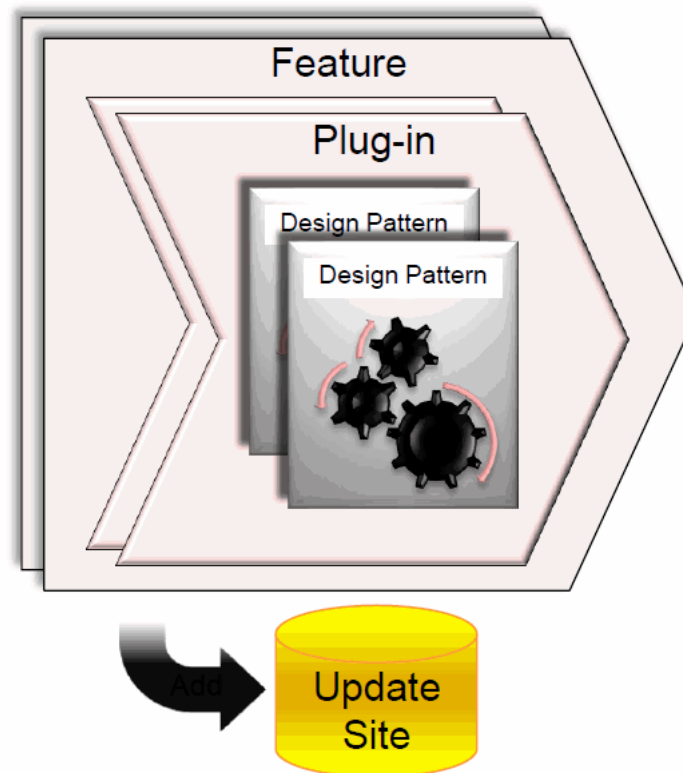 Feature
Plug-in
Design Pattern
Design Pattern
Add
Update
Site